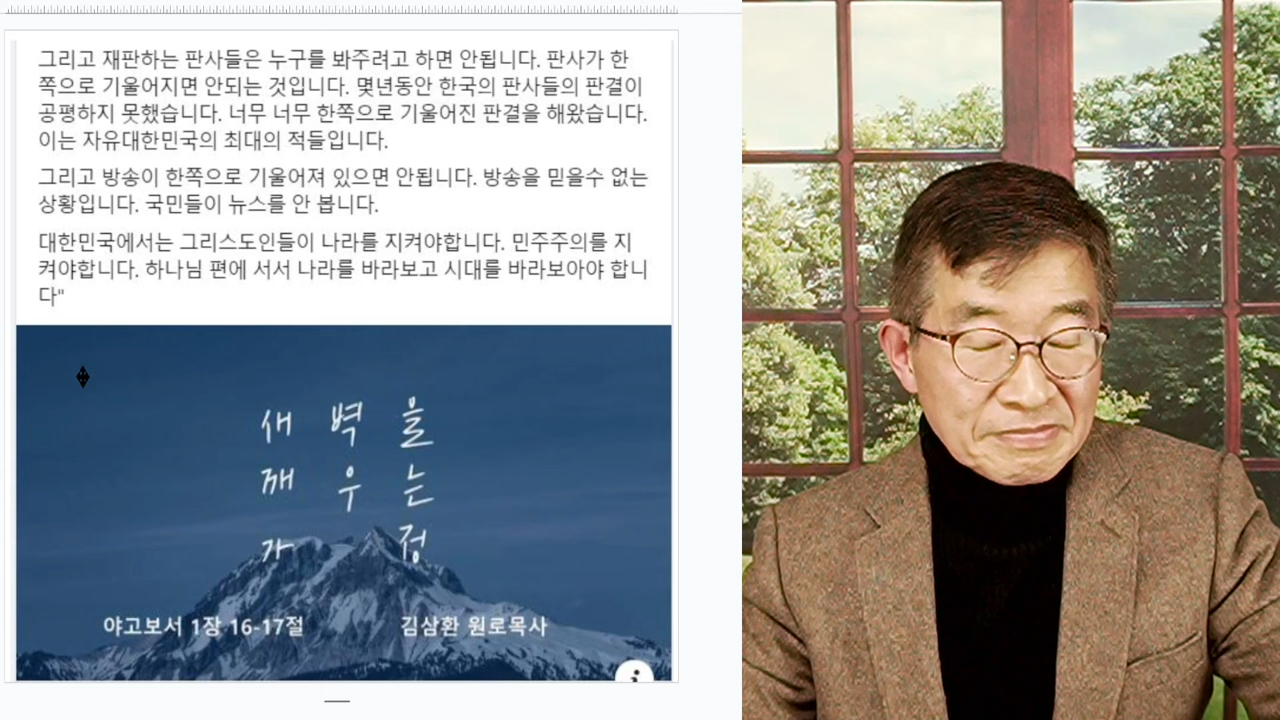 그리고 재판하는 판사들은 누구를 봐주려고 하면 안됩니다. 판사가 한
쪽으로 기울어지면 안되는 것입니다. 몇년동안 한국의 판사들의 판결이
공평하지 못했습니다. 너무 너무 한쪽으로 기울어진 판결을 해왔습니다.
이는 자유대한민국의 최대의 적들입니다.
그리고 방송이 한쪽으로 기울어져 있으면 안됩니다. 방송을 믿을수 없는
상황입니다. 국민들이 뉴스를 안 봅니다.
대한민국에서는 그리스도인들이 나라를 지켜야합니다. 민주주의를 지
켜야합니다. 하나님 편에 서서 나라를 바라보고 시대를 바라보아야 합니
다"
새 벽 을
깨 우 는
가 정
야고보서 1장 16-17절 김삼환 원로목사